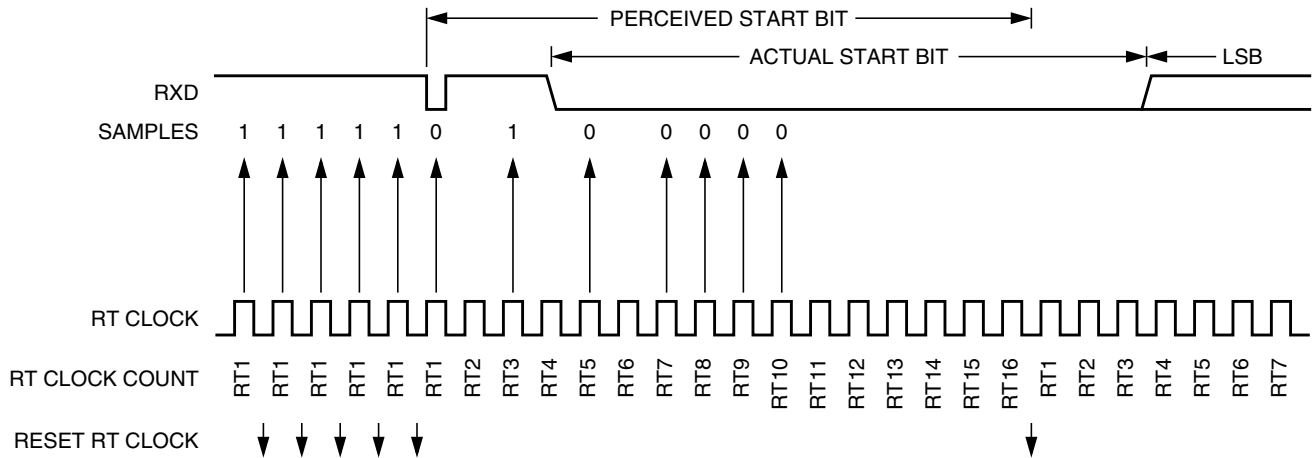 PERCEIVED START BIT
ACTUAL START BIT
LSB
RXD
SAMPLES 1 1 1 1 1 0 1 0 0 0 0 0
RT CLOCK
RT CLOCK COUNT RT1 RT1 RT1 RT1 RT1 RT1 RT2 RT3 RT4 RT5 RT6 RT7 RT8 RT9 RT10 RT11 RT12 RT13 RT14 RT15 RT16 RT1 RT2 RT3 RT4 RT5 RT6 RT7
RESET RT CLOCK